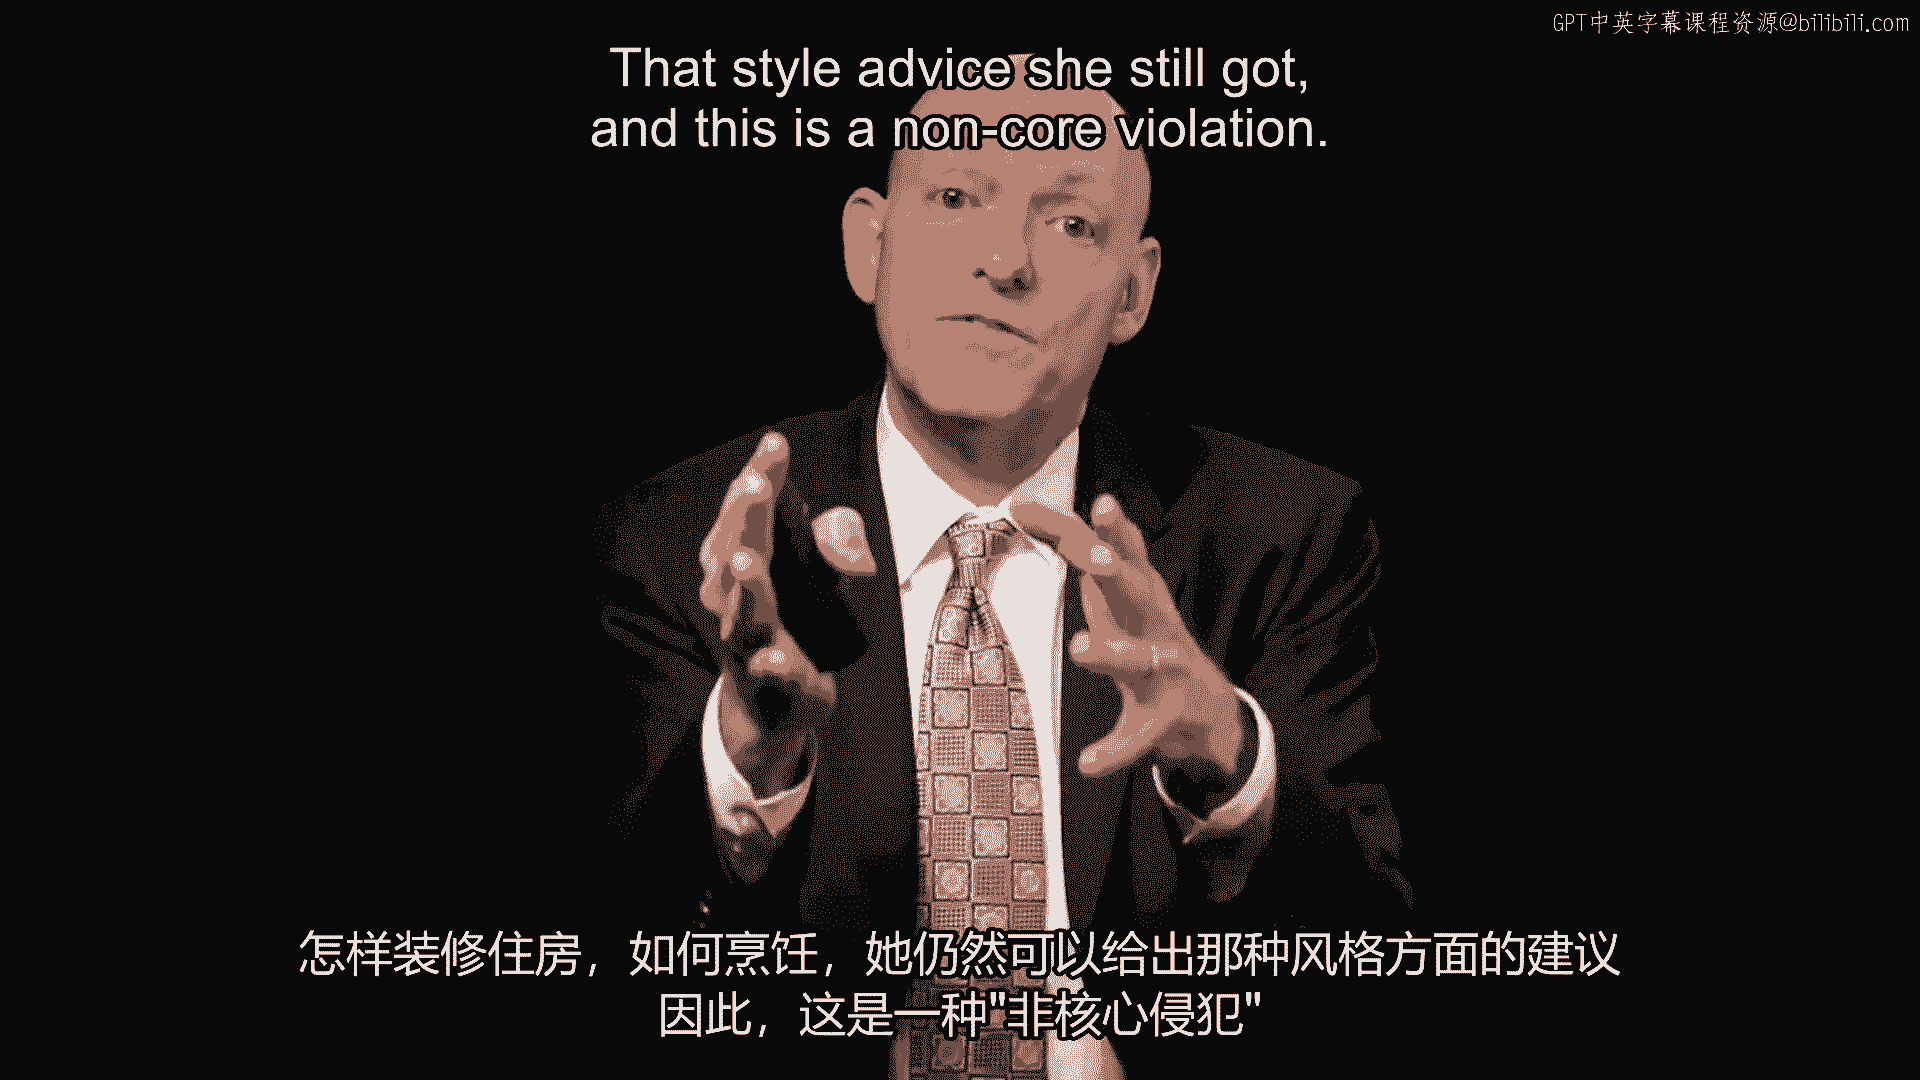 GPT中英字幕课程资源@bilibili.com
That style advice she still got,
and this is a non-core violation.
怎样装修住房，如何烹饪，她仍然可以给出那种风格方面的建议
因此，这是一种"非核心侵犯"